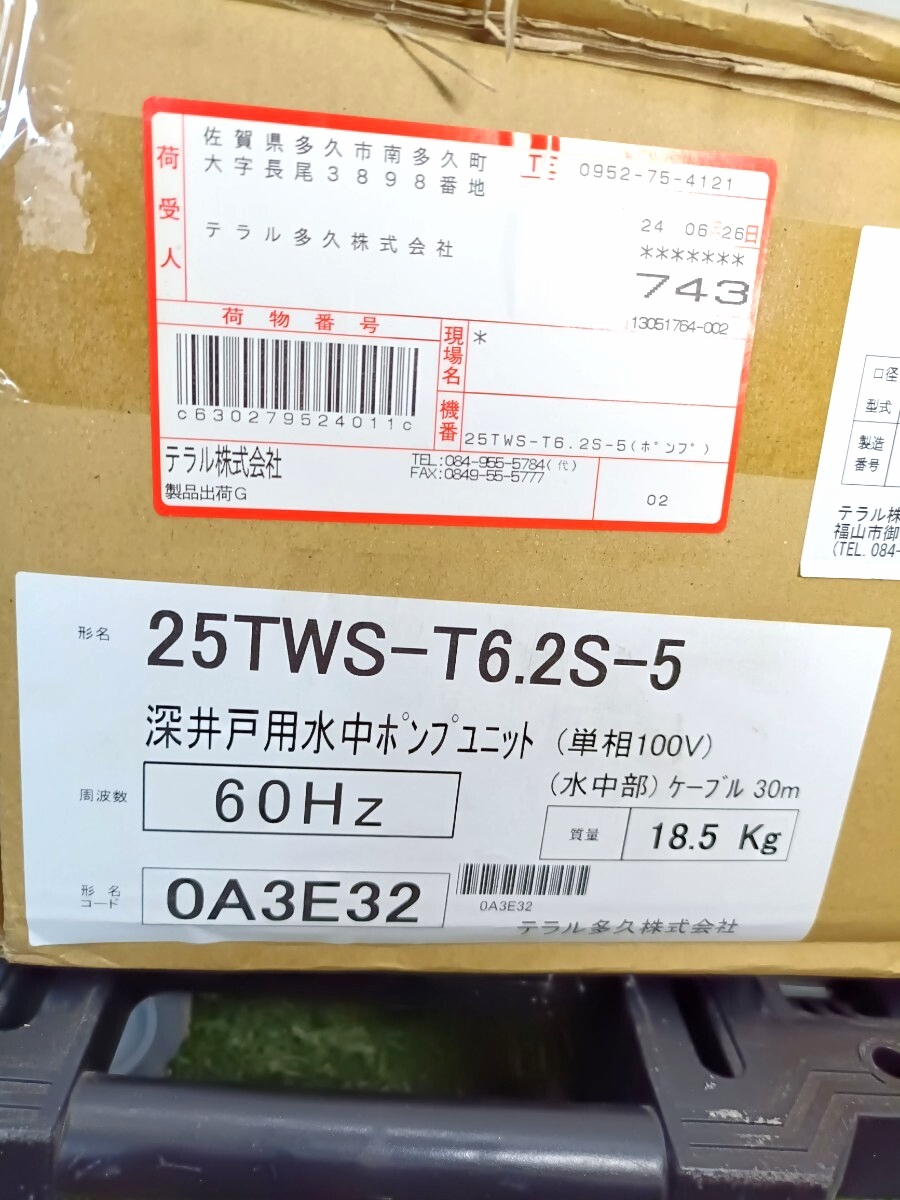 荷受人
佐賀県多久市南多久町
大字長尾3898番地
テラル多久株式会社
0952-75-4121
24 06 26日
*******
743
13051764-002
荷物番号
c6302795240110c
現場名
*
機番
25TWS-T6.2S-5(ポンプ)
テラル株式会社
製品出荷G
TEL:084-955-5784(代)
FAX:0849-55-5777
02
口径
型式
製造
番号
テラル株
福山市御
(TEL.084-
形名
25TWS-T6.2S-5
深井戸用水中ポンプユニット (単相100V)
(水中部) ケーブル 30m
周波数
60Hz
質量
18.5 Kg
形名
コード
0A3E32
0A3E32
テラル多久株式会社